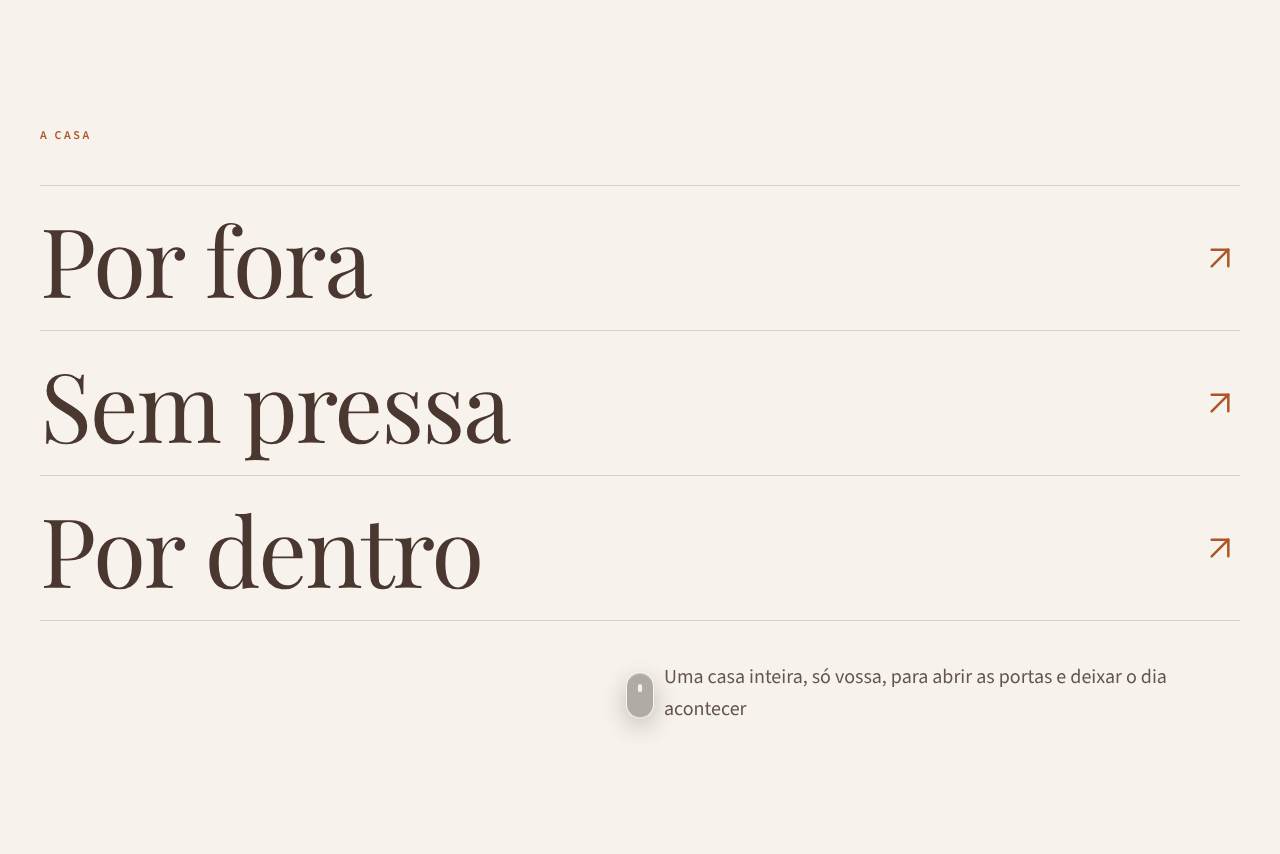 A CASA
Por fora
Sem pressa
Por dentro
Uma casa inteira, só vossa, para abrir as portas e deixar o dia
acontecer